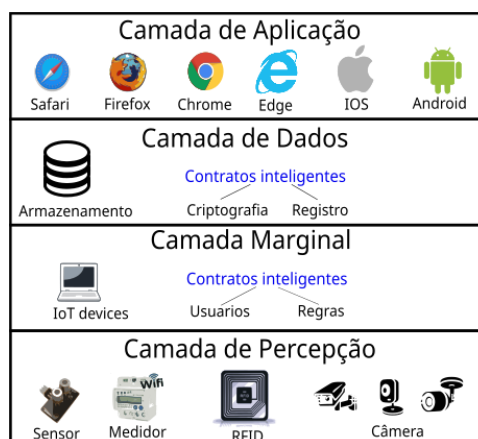 Camada de Aplicação
Safari Firefox Chrome Edge IOS Android
Camada de Dados
Contratos inteligentes
Armazenamento Criptografia Registro
Camada Marginal
Contratos inteligentes
IoT devices Usuarios Regras
Camada de Percepção
Wifi
Sensor Medidor RFID Câmera